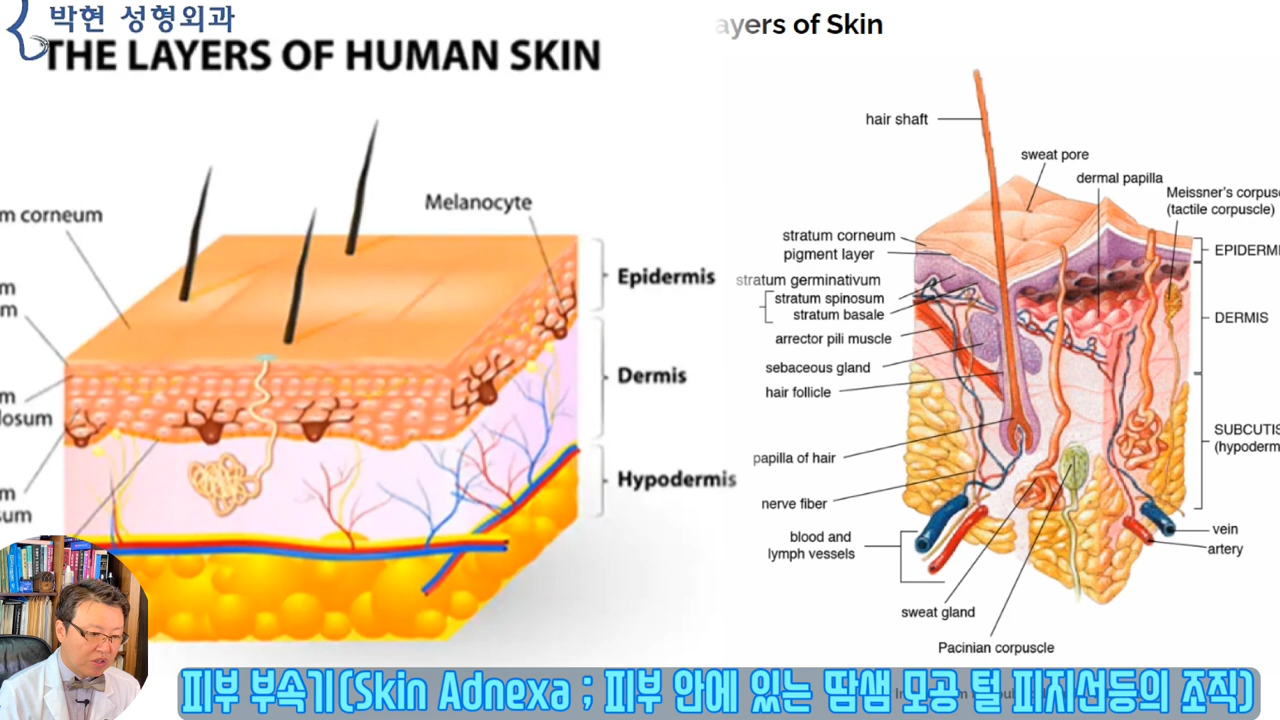 박현 성형외과
THE LAYERS OF HUMAN SKIN
m corneum
Melanocyte
Epidermis
m
m
Dermis
m
losum
Hypodermis
m
sum
ayers of Skin
hair shaft
sweat pore
dermal papilla
Meissner's corpusc
(tactile corpuscle)
stratum corneum
pigment layer
stratum germinativum
stratum spinosum
stratum basale
arrector pili muscle
sebaceous gland
hair follicle
papilla of hair
nerve fiber
blood and
lymph vessels
sweat gland
Pacinian corpuscle
EPIDERMI
DERMIS
SUBCUTIS
(hypoderm
vein
artery
피부 부속기(Skin Adnexa ; 피부 안에 있는 땀샘 모공 털 피지선등의 조직)